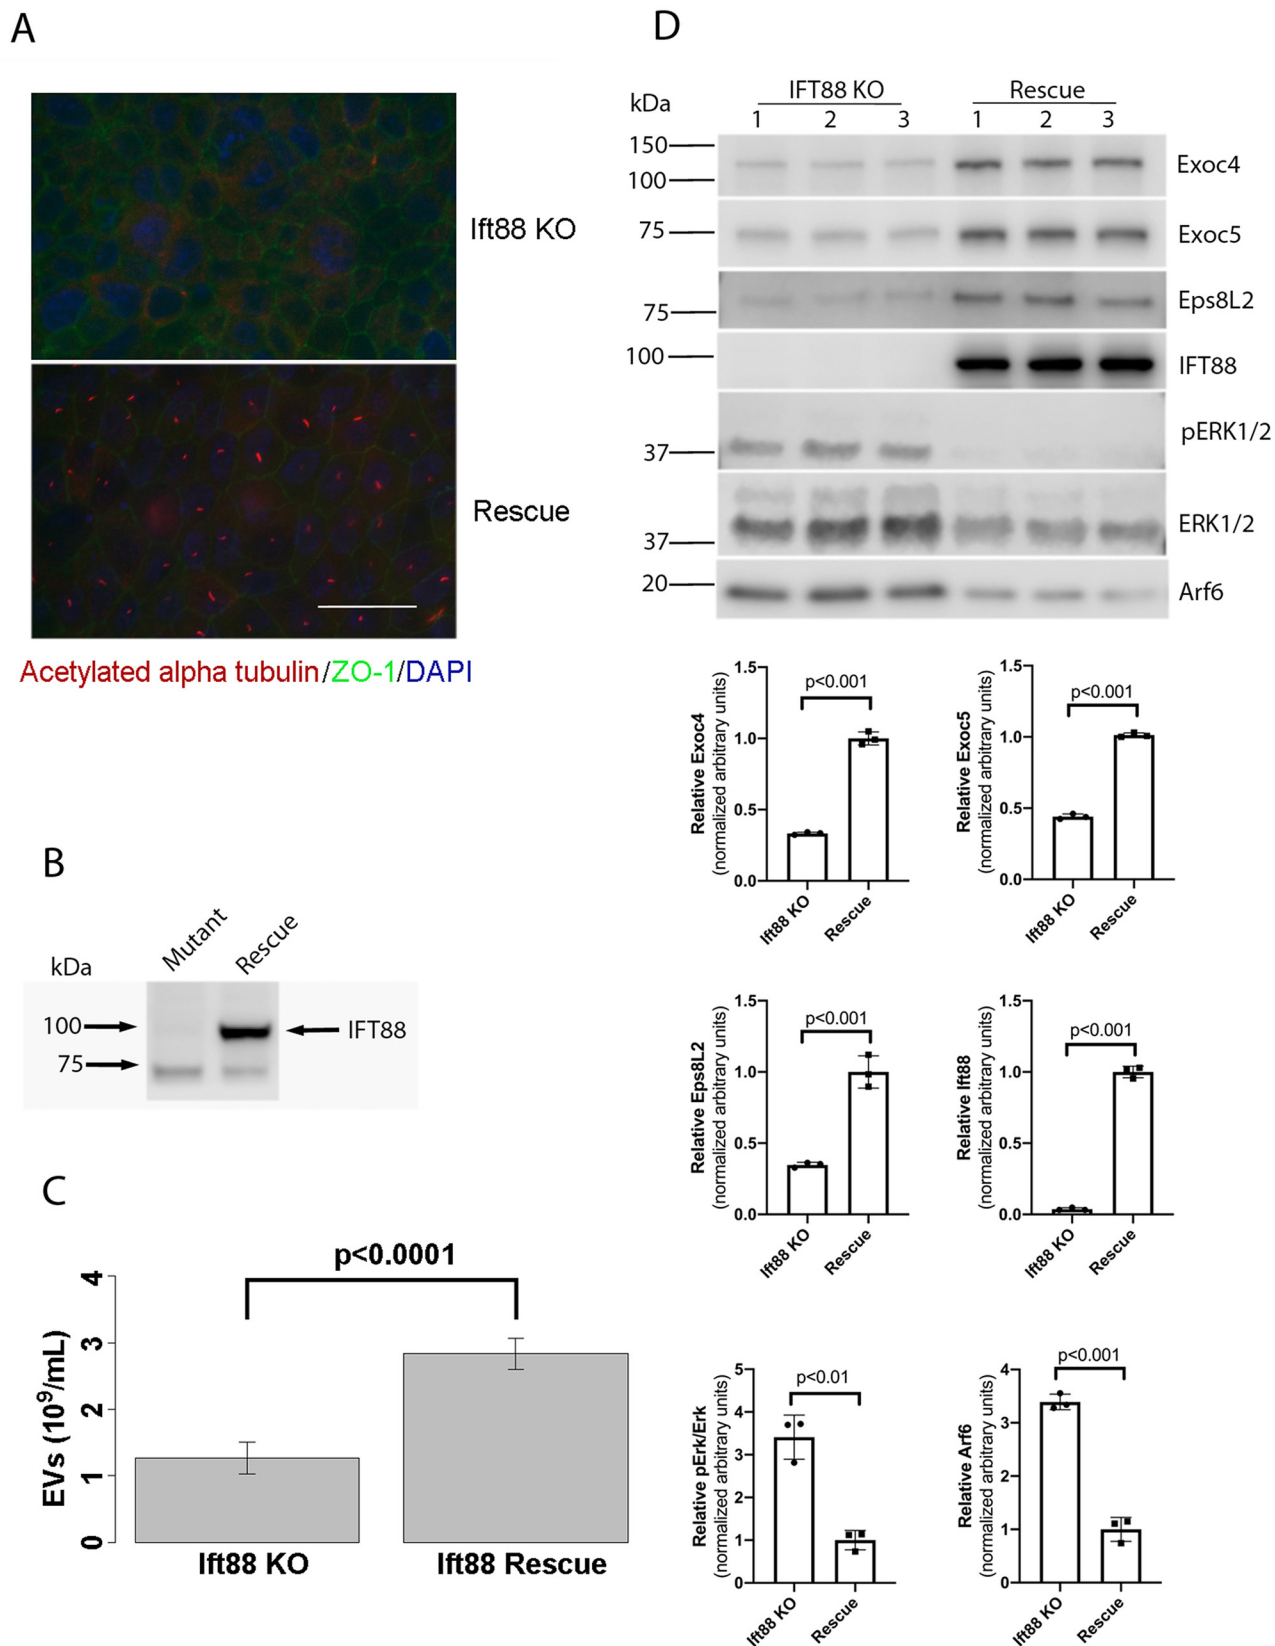 A
Ift88 KO
Rescue
Acetylated alpha tubulin/ZO-1/DAPI
B
Mutant
Rescue
kDa
100
IFT88
75
C
p<0.0001
EVs (10⁹/mL)
4
3
2
1
0
Ift88 KO
Ift88 Rescue
D
IFT88 KO
Rescue
kDa
1 2 3 1 2 3
150
100
Exoc4
75
Exoc5
75
Eps8L2
100
IFT88
37
pERK1/2
37
ERK1/2
20
Arf6
Relative Exoc4
(normalized arbitrary units)
1.5
1.0
0.5
0.0
p<0.001
Ift88 KO
Rescue
Relative Exoc5
(normalized arbitrary units)
1.5
1.0
0.5
0.0
p<0.001
Ift88 KO
Rescue
Relative Eps8L2
(normalized arbitrary units)
1.5
1.0
0.5
0.0
p<0.001
Ift88 KO
Rescue
Relative Ift88
(normalized arbitrary units)
1.5
1.0
0.5
0.0
p<0.001
Ift88 KO
Rescue
Relative pErk/Erk
(normalized arbitrary units)
5
4
3
2
1
0
p<0.01
Ift88 KO
Rescue
Relative Arf6
(normalized arbitrary units)
4
3
2
1
0
p<0.001
Ift88 KO
Rescue